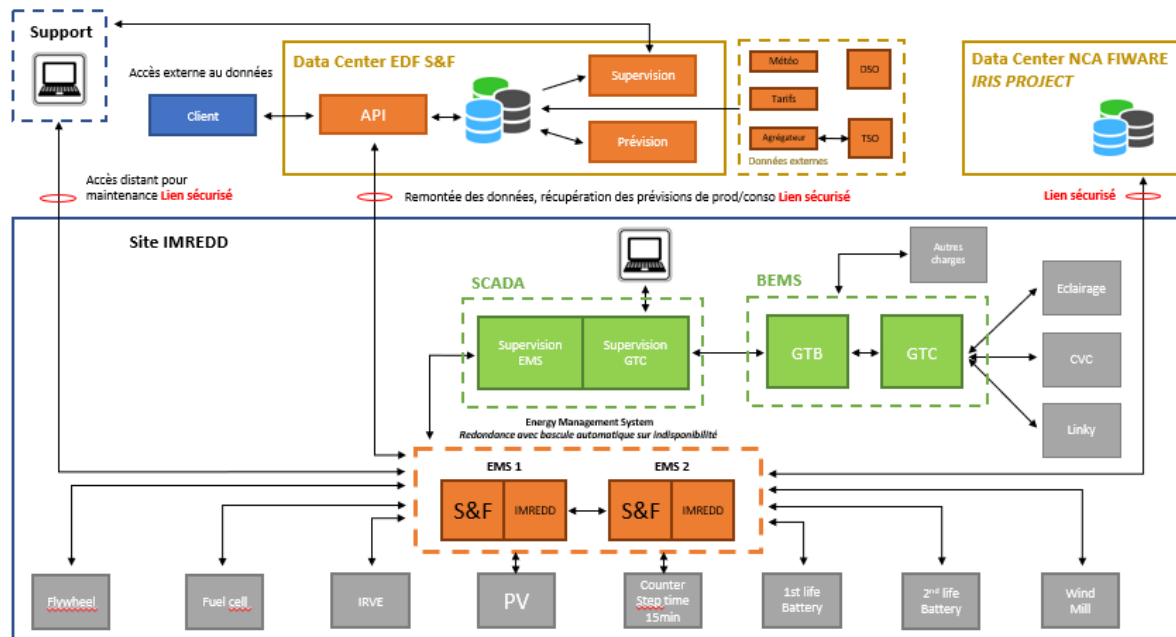 Support
Accès externe au données
Client
Data Center EDF S&F
API
Supervision
Prévision
Météo
DSO
Tarifs
Agrégateur
TSO
Données externes
Data Center NCA FIWARE
IRIS PROJECT
Accès distant pour
maintenance Lien sécurisé
Remontée des données, récupération des prévisions de prod/conso Lien sécurisé
Lien sécurisé
Site IMREDD
SCADA
Supervision
EMS
Supervision
GTC
BEMS
GTB
GTC
Autres
charges
Eclairage
CVC
Linky
Energy Management System
Redondance avec bascule automatique sur indisponibilité
EMS 1
EMS 2
S&F
IMREDD
S&F
IMREDD
Flywheel
Fuel cell
IRVE
PV
Counter
Step time
15min
1st life
Battery
2nd life
Battery
Wind
Mill